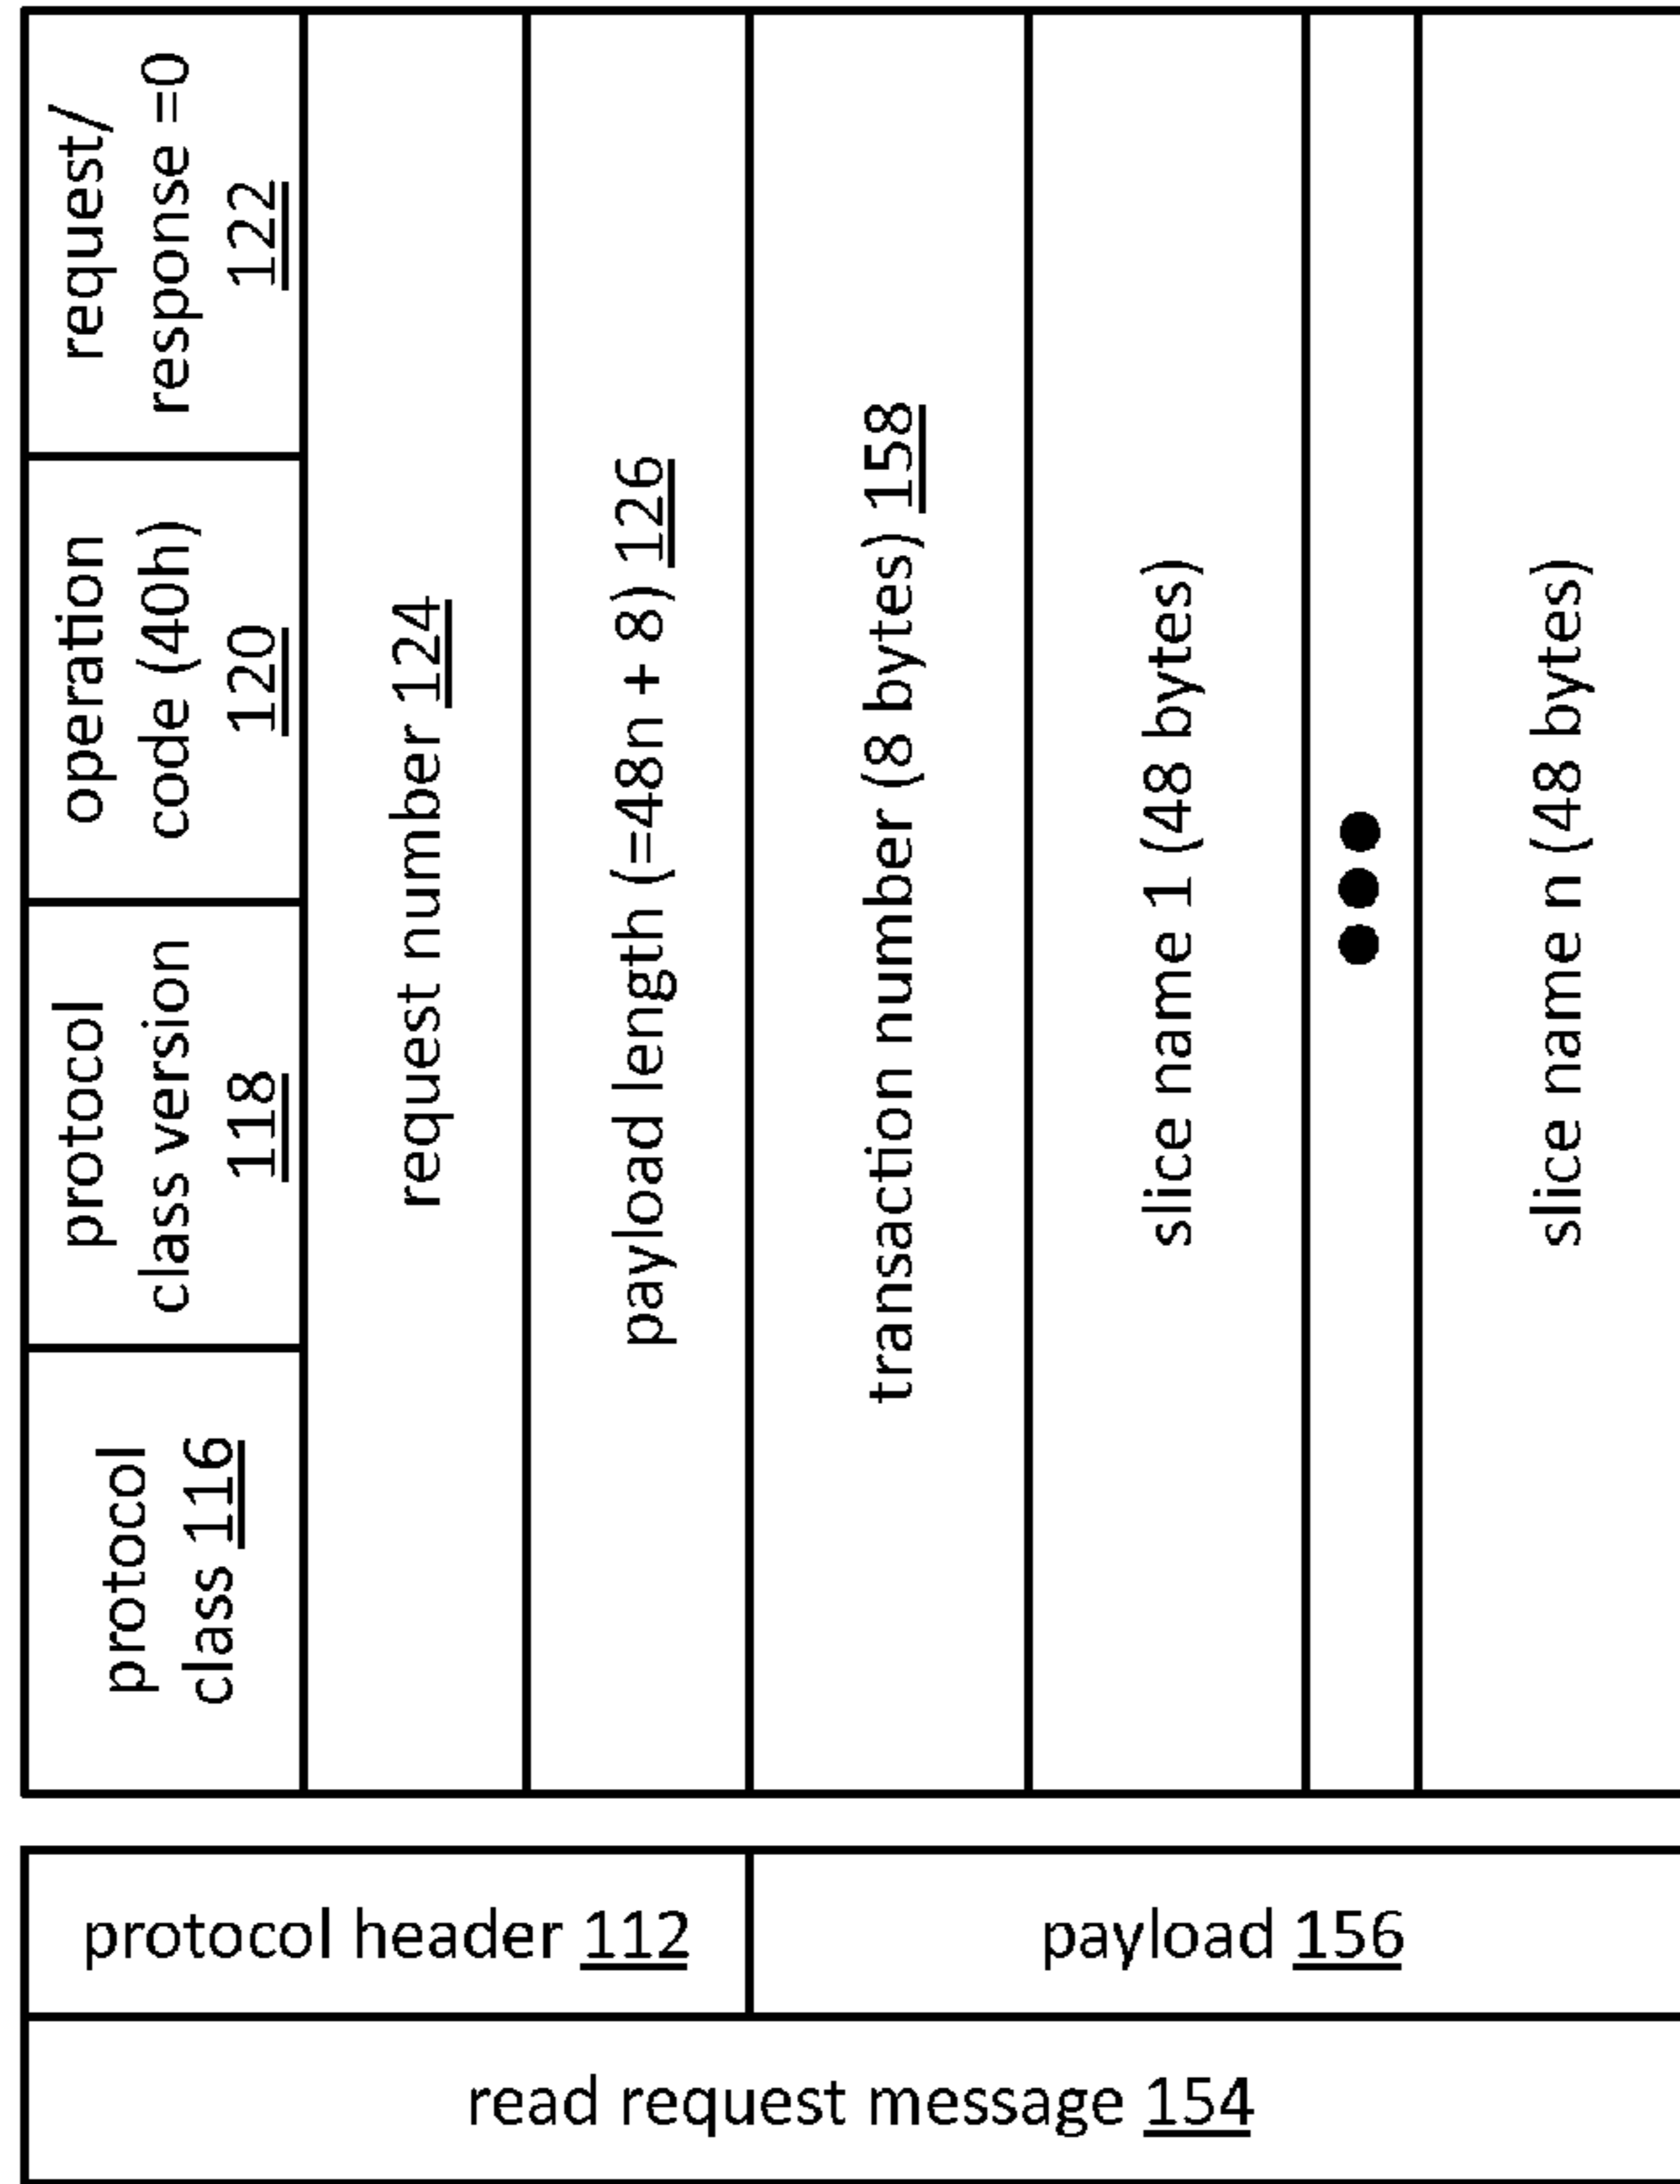 protocol
class 116
protocol
class version
118
operation
code (40h)
120
request/
response =0
122
request number 124
payload length (=48n + 8) 126
transaction number (8 bytes) 158
slice name 1 (48 bytes)
●●●
slice name n (48 bytes)
protocol header 112
payload 156
read request message 154